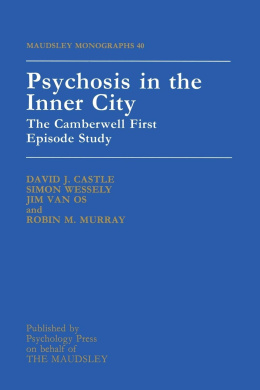 MAUDSLEY MONOGRAPHS 40
Psychosis in the
Inner City
The Camberwell First
Episode Study
DAVID J. CASTLE
SIMON WESSELY
JIM VAN OS
and
ROBIN M. MURRAY
Published by
Psychology Press
on behalf of
THE MAUDSLEY